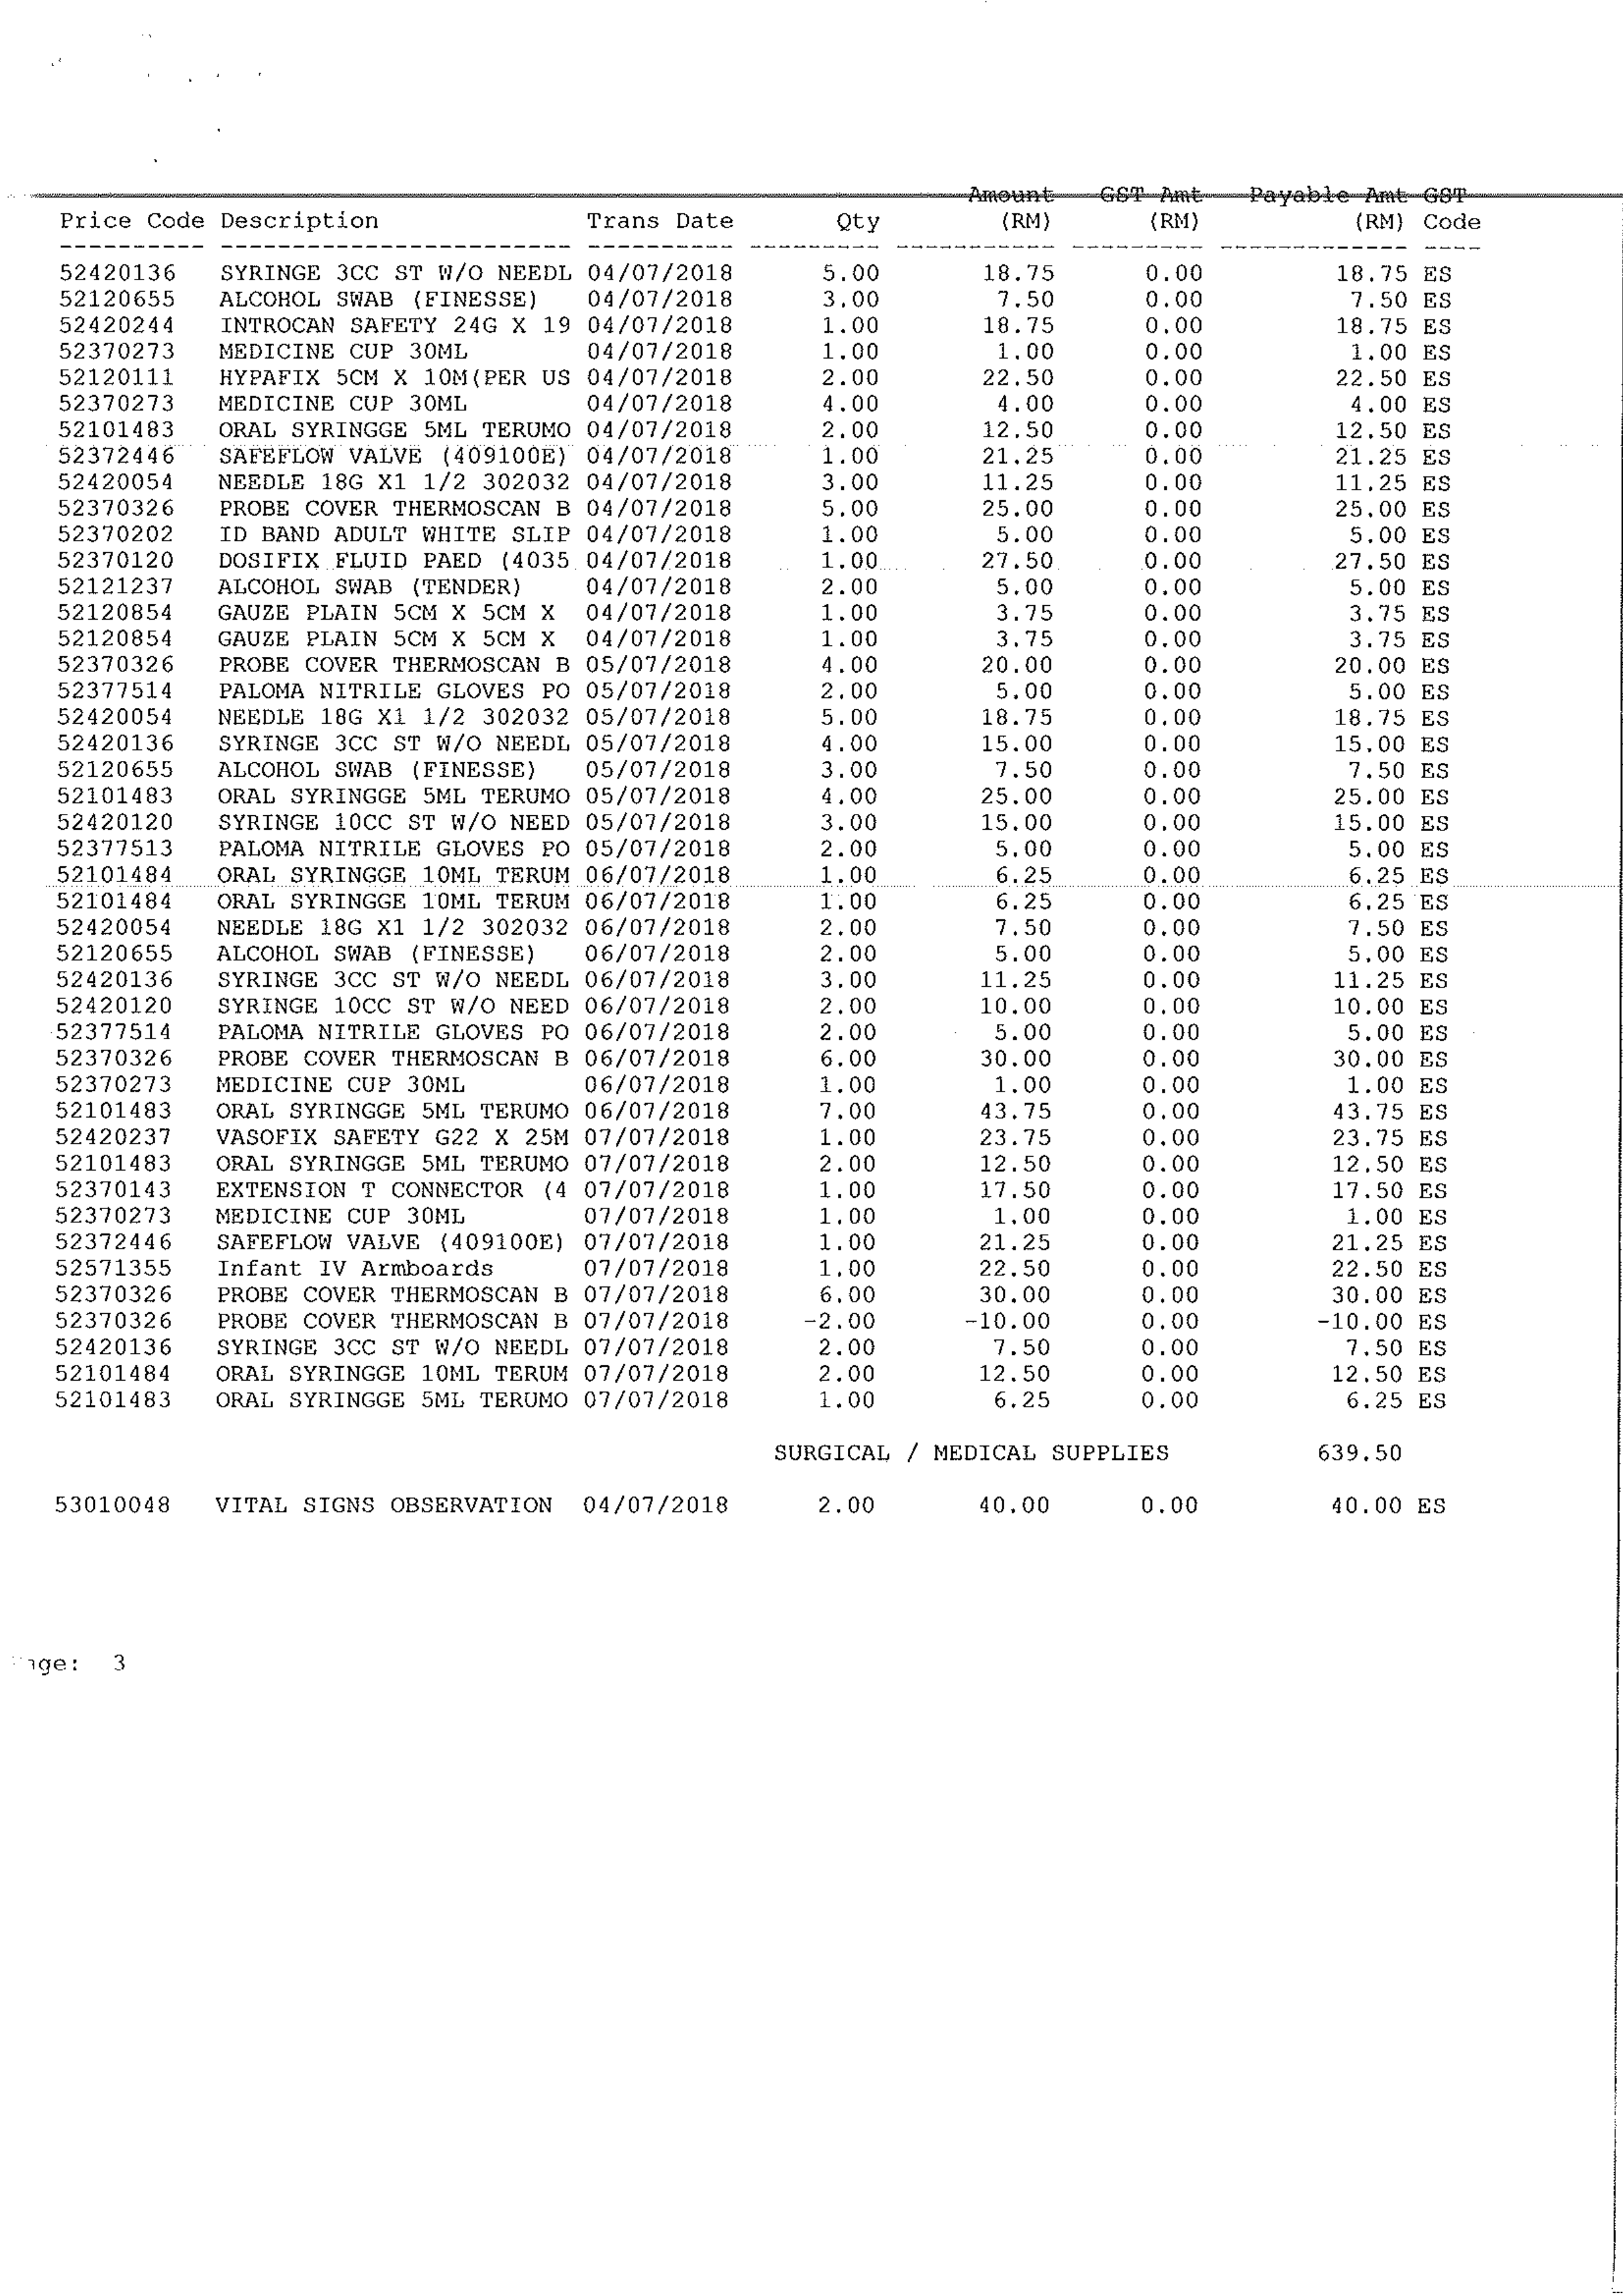 Amount GST Amt Payable Amt GST
Price Code Description Trans Date Qty (RM) (RM) (RM) Code
---------- ------------------------ ---------- --------- ----------- --------- ------------- ----
52420136 SYRINGE 3CC ST W/O NEEDL 04/07/2018 5.00 18.75 0.00 18.75 ES
52120655 ALCOHOL SWAB (FINESSE) 04/07/2018 3.00 7.50 0.00 7.50 ES
52420244 INTROCAN SAFETY 24G X 19 04/07/2018 1.00 18.75 0.00 18.75 ES
52370273 MEDICINE CUP 30ML 04/07/2018 1.00 1.00 0.00 1.00 ES
52120111 HYPAFIX 5CM X 10M(PER US 04/07/2018 2.00 22.50 0.00 22.50 ES
52370273 MEDICINE CUP 30ML 04/07/2018 4.00 4.00 0.00 4.00 ES
52101483 ORAL SYRINGGE 5ML TERUMO 04/07/2018 2.00 12.50 0.00 12.50 ES
52372446 SAFEFLOW VALVE (409100E) 04/07/2018 1.00 21.25 0.00 21.25 ES
52420054 NEEDLE 18G X1 1/2 302032 04/07/2018 3.00 11.25 0.00 11.25 ES
52370326 PROBE COVER THERMOSCAN B 04/07/2018 5.00 25.00 0.00 25.00 ES
52370202 ID BAND ADULT WHITE SLIP 04/07/2018 1.00 5.00 0.00 5.00 ES
52370120 DOSIFIX FLUID PAED (4035 04/07/2018 1.00 27.50 0.00 27.50 ES
52121237 ALCOHOL SWAB (TENDER) 04/07/2018 2.00 5.00 0.00 5.00 ES
52120854 GAUZE PLAIN 5CM X 5CM X 04/07/2018 1.00 3.75 0.00 3.75 ES
52120854 GAUZE PLAIN 5CM X 5CM X 04/07/2018 1.00 3.75 0.00 3.75 ES
52370326 PROBE COVER THERMOSCAN B 05/07/2018 4.00 20.00 0.00 20.00 ES
52377514 PALOMA NITRILE GLOVES PO 05/07/2018 2.00 5.00 0.00 5.00 ES
52420054 NEEDLE 18G X1 1/2 302032 05/07/2018 5.00 18.75 0.00 18.75 ES
52420136 SYRINGE 3CC ST W/O NEEDL 05/07/2018 4.00 15.00 0.00 15.00 ES
52120655 ALCOHOL SWAB (FINESSE) 05/07/2018 3.00 7.50 0.00 7.50 ES
52101483 ORAL SYRINGGE 5ML TERUMO 05/07/2018 4.00 25.00 0.00 25.00 ES
52420120 SYRINGE 10CC ST W/O NEED 05/07/2018 3.00 15.00 0.00 15.00 ES
52377513 PALOMA NITRILE GLOVES PO 05/07/2018 2.00 5.00 0.00 5.00 ES
52101484 ORAL SYRINGGE 10ML TERUM 06/07/2018 1.00 6.25 0.00 6.25 ES
52101484 ORAL SYRINGGE 10ML TERUM 06/07/2018 1.00 6.25 0.00 6.25 ES
52420054 NEEDLE 18G X1 1/2 302032 06/07/2018 2.00 7.50 0.00 7.50 ES
52120655 ALCOHOL SWAB (FINESSE) 06/07/2018 2.00 5.00 0.00 5.00 ES
52420136 SYRINGE 3CC ST W/O NEEDL 06/07/2018 3.00 11.25 0.00 11.25 ES
52420120 SYRINGE 10CC ST W/O NEED 06/07/2018 2.00 10.00 0.00 10.00 ES
52377514 PALOMA NITRILE GLOVES PO 06/07/2018 2.00 5.00 0.00 5.00 ES
52370326 PROBE COVER THERMOSCAN B 06/07/2018 6.00 30.00 0.00 30.00 ES
52370273 MEDICINE CUP 30ML 06/07/2018 1.00 1.00 0.00 1.00 ES
52101483 ORAL SYRINGGE 5ML TERUMO 06/07/2018 7.00 43.75 0.00 43.75 ES
52420237 VASOFIX SAFETY G22 X 25M 07/07/2018 1.00 23.75 0.00 23.75 ES
52101483 ORAL SYRINGGE 5ML TERUMO 07/07/2018 2.00 12.50 0.00 12.50 ES
52370143 EXTENSION T CONNECTOR (4 07/07/2018 1.00 17.50 0.00 17.50 ES
52370273 MEDICINE CUP 30ML 07/07/2018 1.00 1.00 0.00 1.00 ES
52372446 SAFEFLOW VALVE (409100E) 07/07/2018 1.00 21.25 0.00 21.25 ES
52571355 Infant IV Armboards 07/07/2018 1.00 22.50 0.00 22.50 ES
52370326 PROBE COVER THERMOSCAN B 07/07/2018 6.00 30.00 0.00 30.00 ES
52370326 PROBE COVER THERMOSCAN B 07/07/2018 -2.00 -10.00 0.00 -10.00 ES
52420136 SYRINGE 3CC ST W/O NEEDL 07/07/2018 2.00 7.50 0.00 7.50 ES
52101484 ORAL SYRINGGE 10ML TERUM 07/07/2018 2.00 12.50 0.00 12.50 ES
52101483 ORAL SYRINGGE 5ML TERUMO 07/07/2018 1.00 6.25 0.00 6.25 ES
SURGICAL / MEDICAL SUPPLIES 639.50
53010048 VITAL SIGNS OBSERVATION 04/07/2018 2.00 40.00 0.00 40.00 ES
age: 3